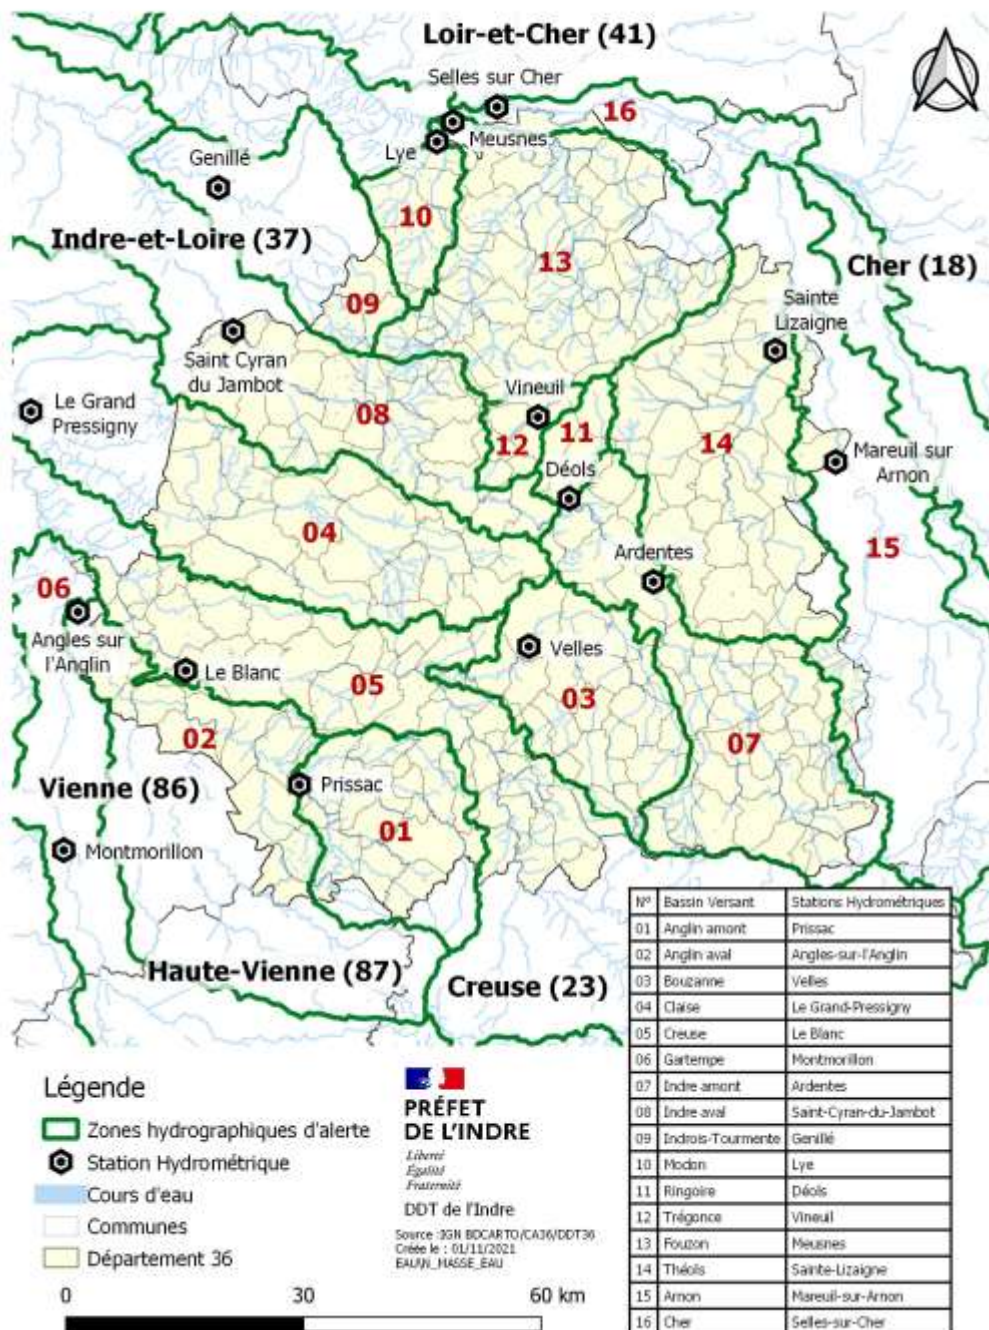 Loir-et-Cher (41)
Selles sur Cher
16
Meusnes
Lye
Genillé
10
Indre-et-Loire (37)
13
Cher (18)
09
Sainte
Lizaigne
Saint Cyran
du Jambot
Le Grand
Pressigny
Vineuil
08
12
11
14
Déols
Mareuil sur
Arnon
04
Ardentes
15
06
Angles sur
l'Anglin
Velles
Le Blanc
05
03
02
07
Vienne (86)
Prissac
01
Montmorillon
Haute-Vienne (87)
Creuse (23)
N° Bassin Versant Stations Hydrométriques
01 Anglin amont Prissac
02 Anglin aval Angles-sur-l'Anglin
03 Bouzanne Velles
04 Claise Le Grand-Pressigny
05 Creuse Le Blanc
06 Gartempe Montmorillon
07 Indre amont Ardentes
08 Indre aval Saint-Cyran-du-Jambot
09 Indrois-Tourmente Genillé
10 Modon Lye
11 Ringoire Déols
12 Trégonce Vineuil
13 Fouzon Meusnes
14 Théols Sainte-Lizaigne
15 Arnon Mareuil-sur-Arnon
16 Cher Selles-sur-Cher
Légende
Zones hydrographiques d'alerte
Station Hydrométrique
Cours d'eau
Communes
Département 36
PRÉFET
DE L'INDRE
Liberté
Égalité
Fraternité
DDT de l'Indre
Source :IGN BDCARTO/CA36/DDT36
Créée le : 01/11/2021
EAU\N_MASSE_EAU
0 30 60 km